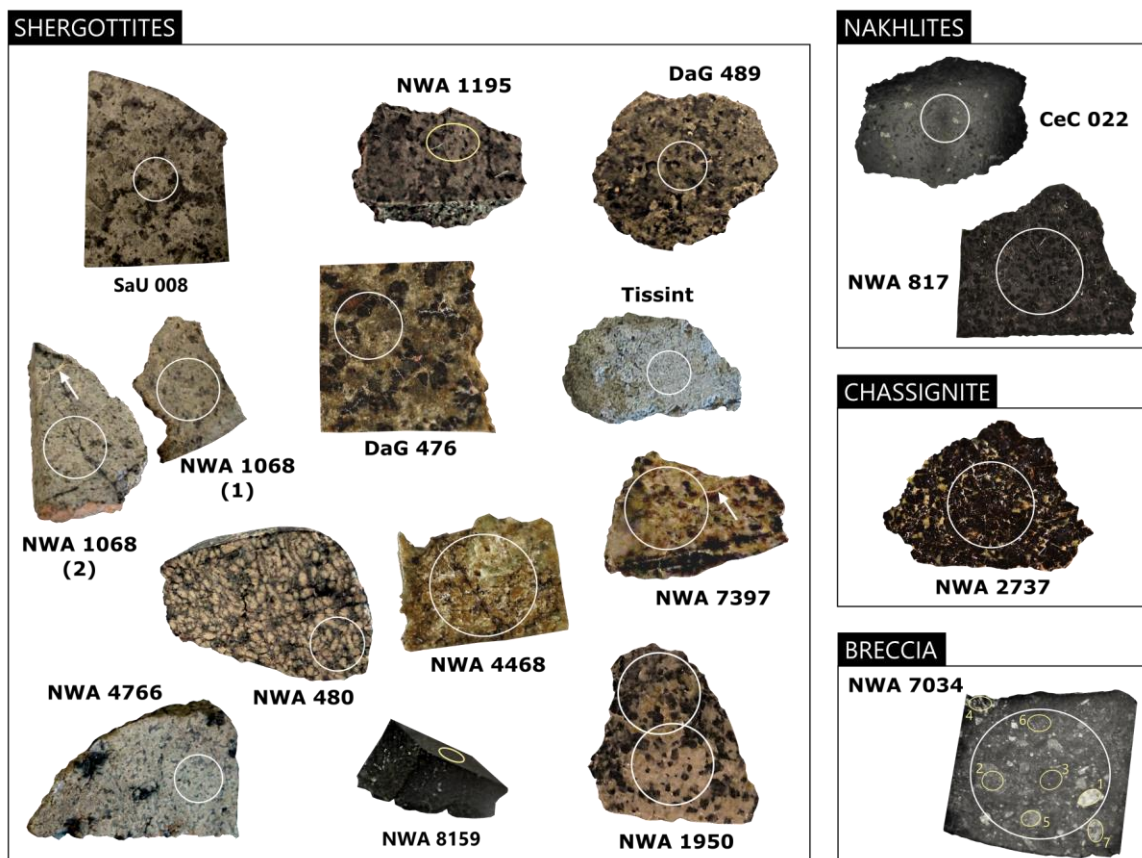 SHERGOTTITES
NWA 1195
DaG 489
SaU 008
DaG 476
Tissint
NWA 1068
(1)
NWA 1068
(2)
NWA 480
NWA 4468
NWA 7397
NWA 4766
NWA 8159
NWA 1950
NAKHLITES
CeC 022
NWA 817
CHASSIGNITE
NWA 2737
BRECCIA
NWA 7034
4
6
2
3
1
5
7